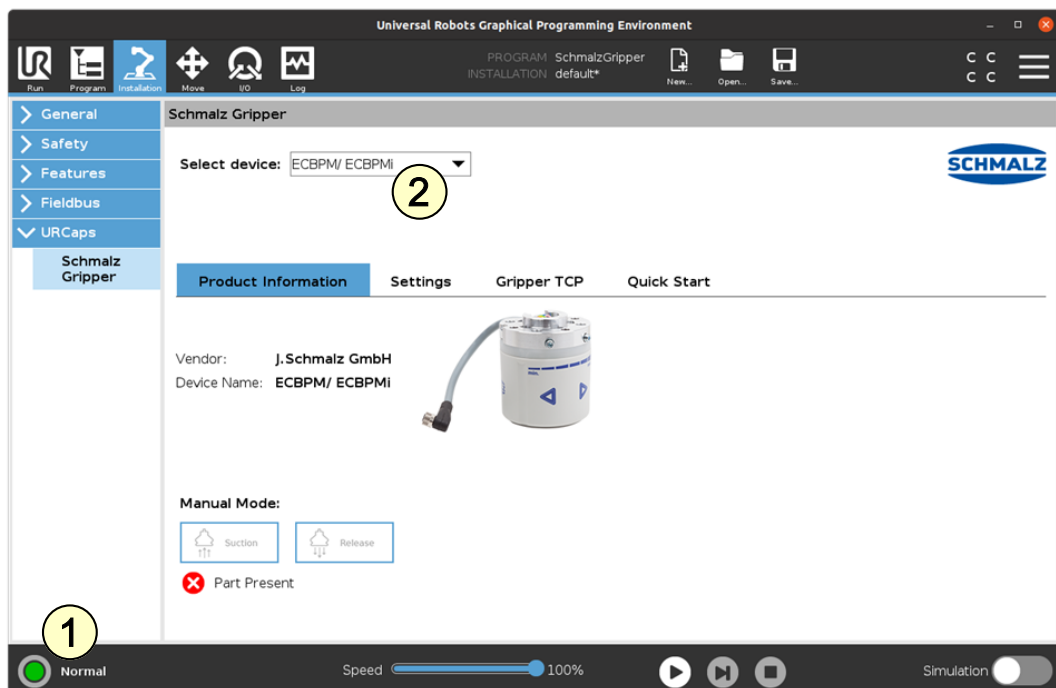 Universal Robots Graphical Programming Environment
Run
Program
Installation
Move
I/O
Log
PROGRAM SchmalzGripper
INSTALLATION default*
New...
Open...
Save...
C C
C C
General
Safety
Features
Fieldbus
URCaps
Schmalz
Gripper
Schmalz Gripper
Select device: ECBPM/ ECBPMi
2
SCHMALZ
Product Information Settings Gripper TCP Quick Start
Vendor: J.Schmalz GmbH
Device Name: ECBPM/ ECBPMi
Manual Mode:
Suction Release
Part Present
1
Normal
Speed 100%
Simulation